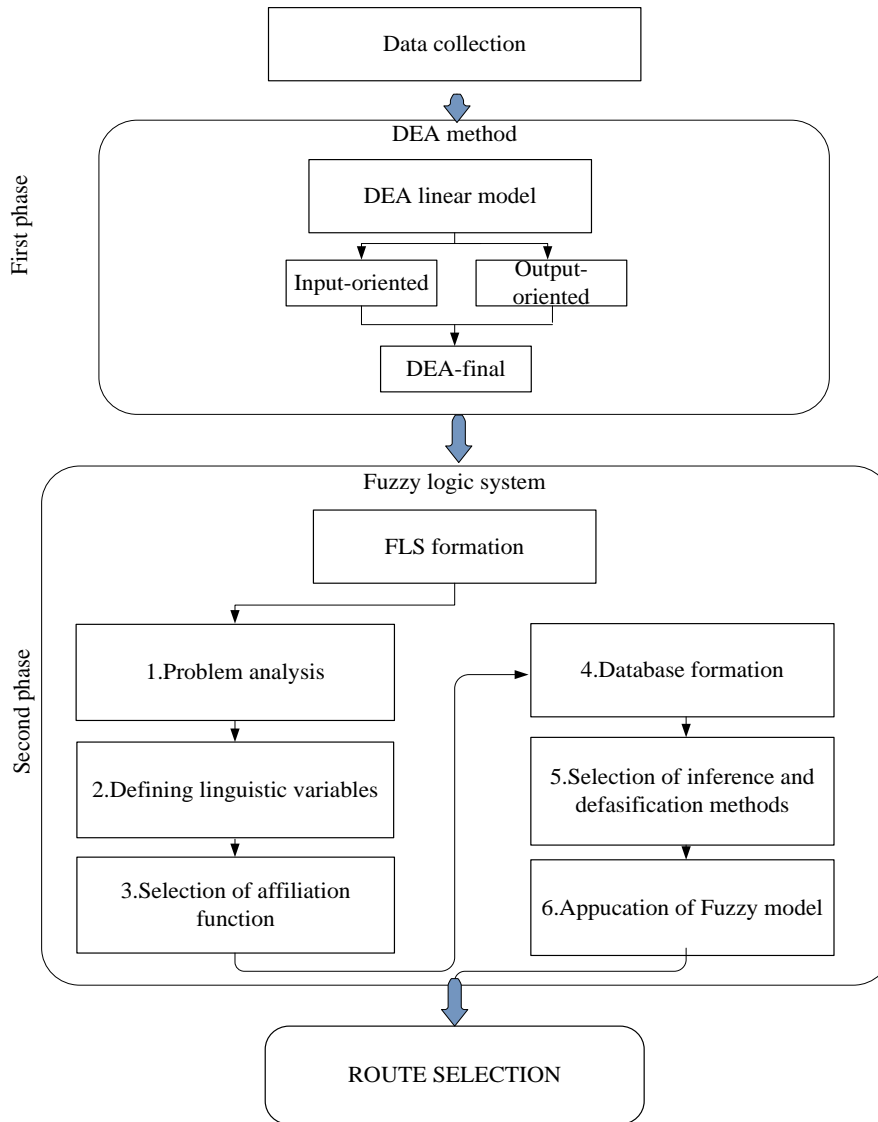 Data collection
First phase
DEA method
DEA linear model
Input-oriented
Output-
oriented
DEA-final
Second phase
Fuzzy logic system
FLS formation
1.Problem analysis
2.Defining linguistic variables
3.Selection of affiliation
function
4.Database formation
5.Selection of inference and
defasification methods
6.Appucation of Fuzzy model
ROUTE SELECTION